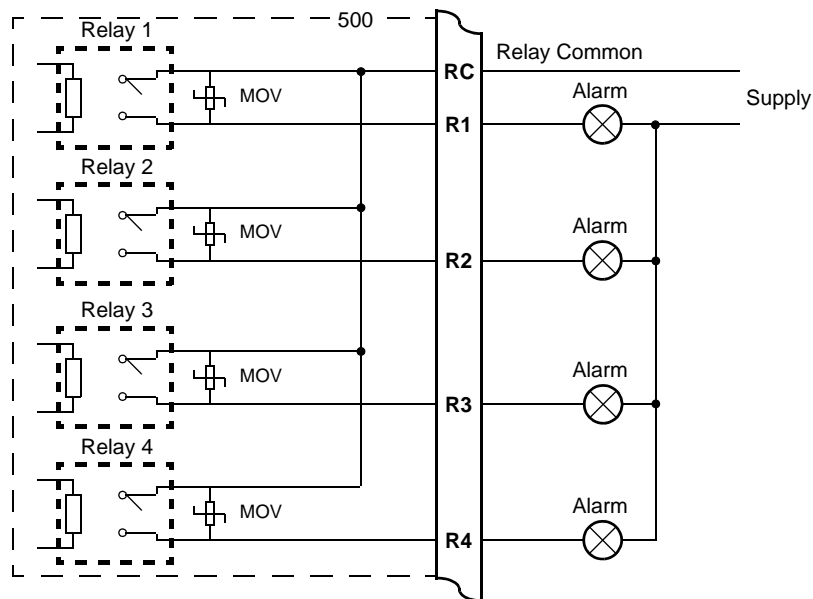 Relay 1
500
Relay Common
RC
MOV
Alarm
Supply
R1
Relay 2
Alarm
MOV
R2
Relay 3
Alarm
MOV
R3
Relay 4
Alarm
MOV
R4